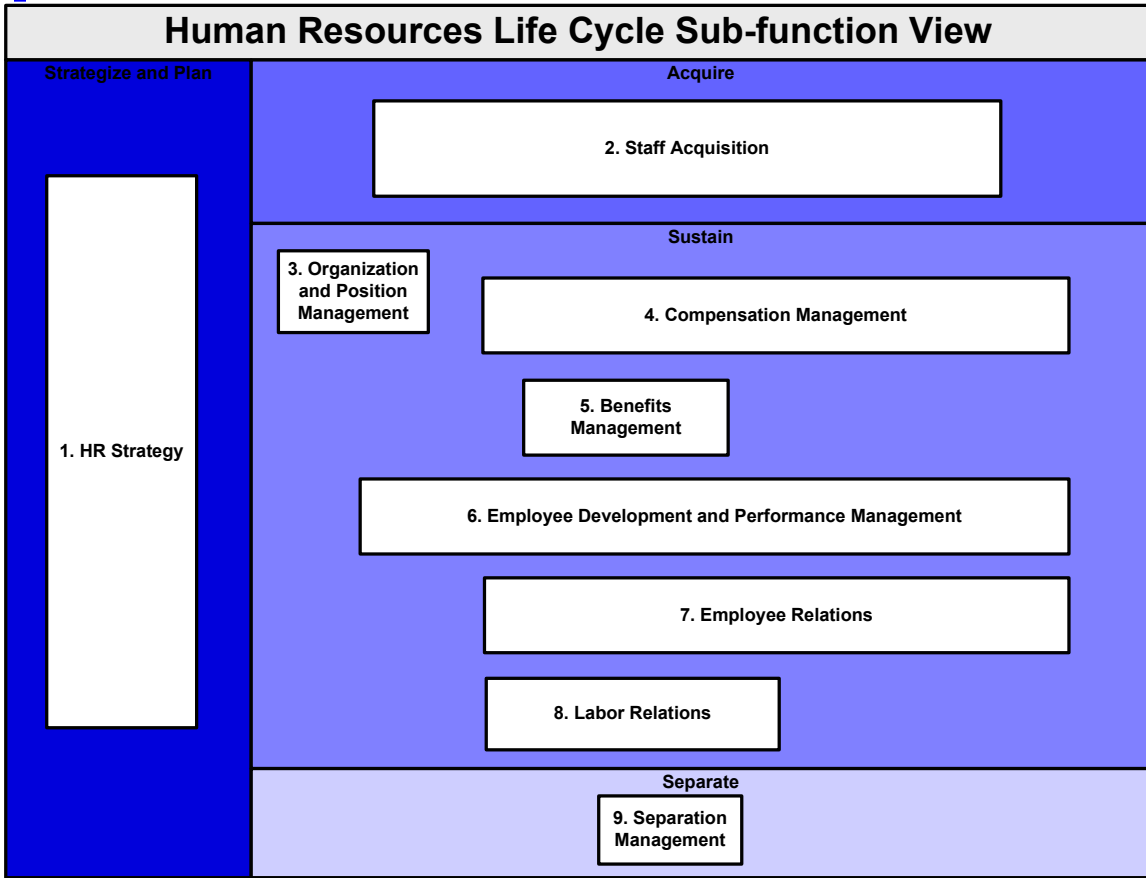 Human Resources Life Cycle Sub-function View
Strategize and Plan
1. HR Strategy
Acquire
2. Staff Acquisition
Sustain
3. Organization
and Position
Management
4. Compensation Management
5. Benefits
Management
6. Employee Development and Performance Management
7. Employee Relations
8. Labor Relations
Separate
9. Separation
Management